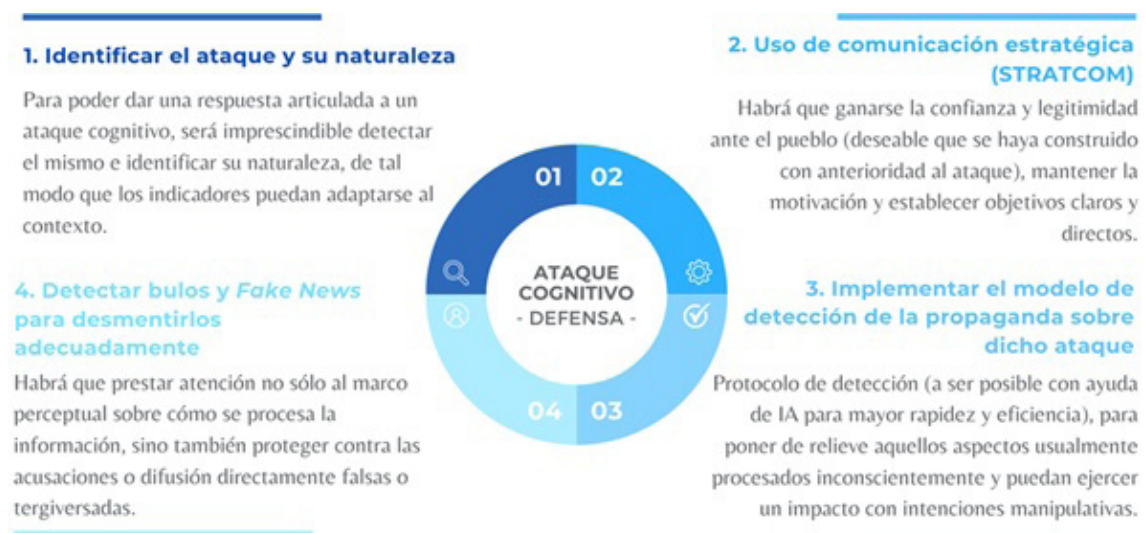 1. Identificar el ataque y su naturaleza
Para poder dar una respuesta articulada a un
ataque cognitivo, será imprescindible detectar
el mismo e identificar su naturaleza, de tal
modo que los indicadores puedan adaptarse al
contexto.
2. Uso de comunicación estratégica
(STRATCOM)
Habrá que ganarse la confianza y legitimidad
ante el pueblo (deseable que se haya construido
con anterioridad al ataque), mantener la
motivación y establecer objetivos claros y
directos.
01 02
ATAQUE
COGNITIVO
- DEFENSA -
04 03
3. Implementar el modelo de
detección de la propaganda sobre
dicho ataque
Protocolo de detección (a ser posible con ayuda
de IA para mayor rapidez y eficiencia), para
poner de relieve aquellos aspectos usualmente
procesados inconscientemente y puedan ejercer
un impacto con intenciones manipulativas.
4. Detectar bulos y Fake News
para desmentirlos
adecuadamente
Habrá que prestar atención no sólo al marco
perceptual sobre cómo se procesa la
información, sino también proteger contra las
acusaciones o difusión directamente falsas o
tergiversadas.